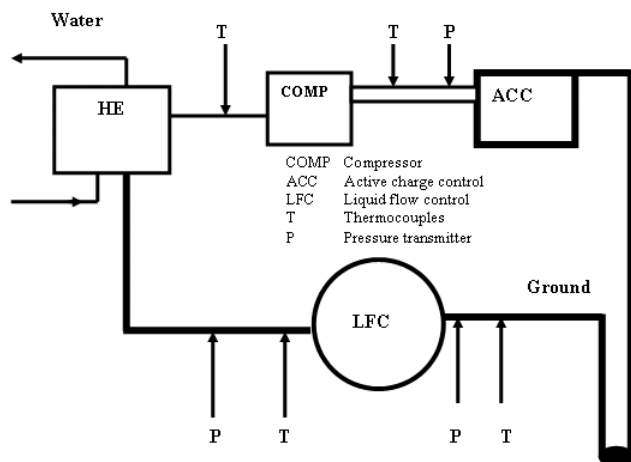 Water
T
T
P
HE
COMP
ACC
COMP Compressor
ACC Active charge control
LFC Liquid flow control
T Thermocouples
P Pressure transmitter
Ground
LFC
P
T
P
T